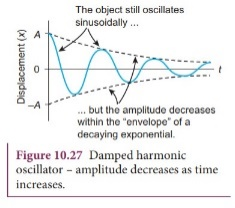 The object still oscillates
sinusoidally ...
A
Displacement (x)
0
t
–A
... but the amplitude decreases
within the "envelope" of a
decaying exponential.
Figure 10.27 Damped harmonic
oscillator – amplitude decreases as time
increases.